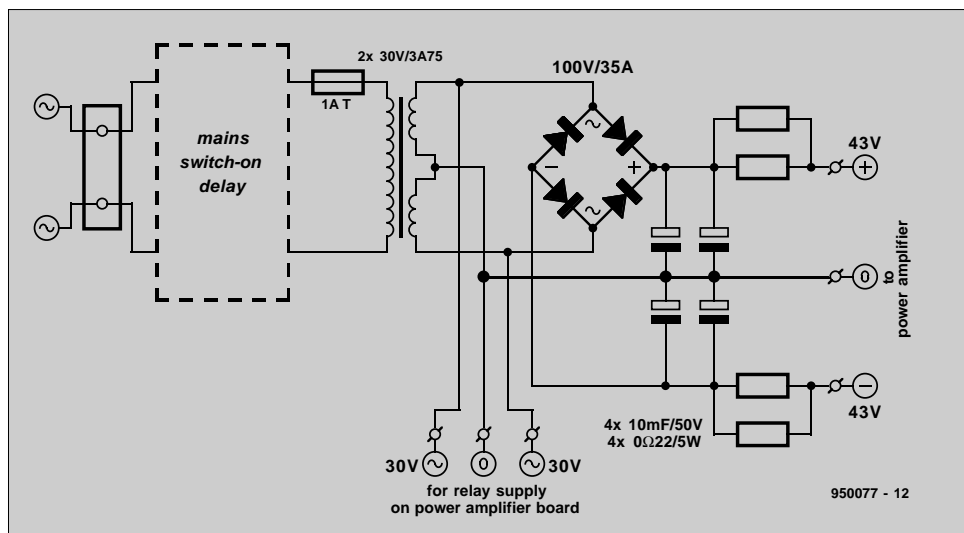 2x 30V/3A75
1A T
mains
switch-on
delay
100V/35A
43V
+
0
to
power amplifier
−
43V
4x 10mF/50V
4x 0Ω22/5W
30V
0
30V
for relay supply
on power amplifier board
950077 - 12